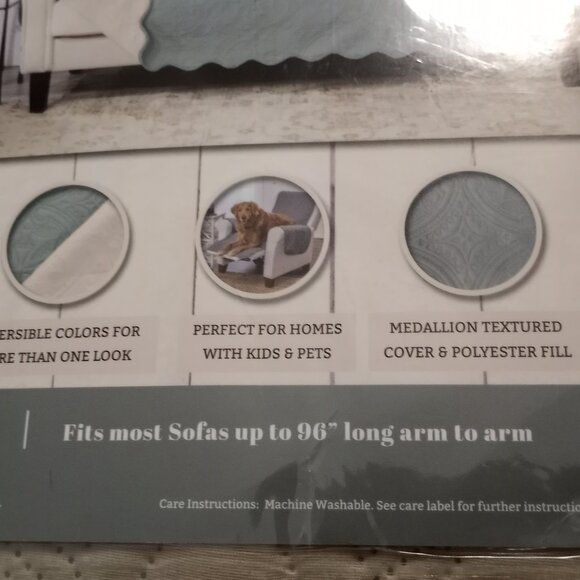 ERSIBLE COLORS FOR
RE THAN ONE LOOK
PERFECT FOR HOMES
WITH KIDS & PETS
MEDALLION TEXTURED
COVER & POLYESTER FILL
Fits most Sofas up to 96” long arm to arm
Care Instructions: Machine Washable. See care label for further instructio